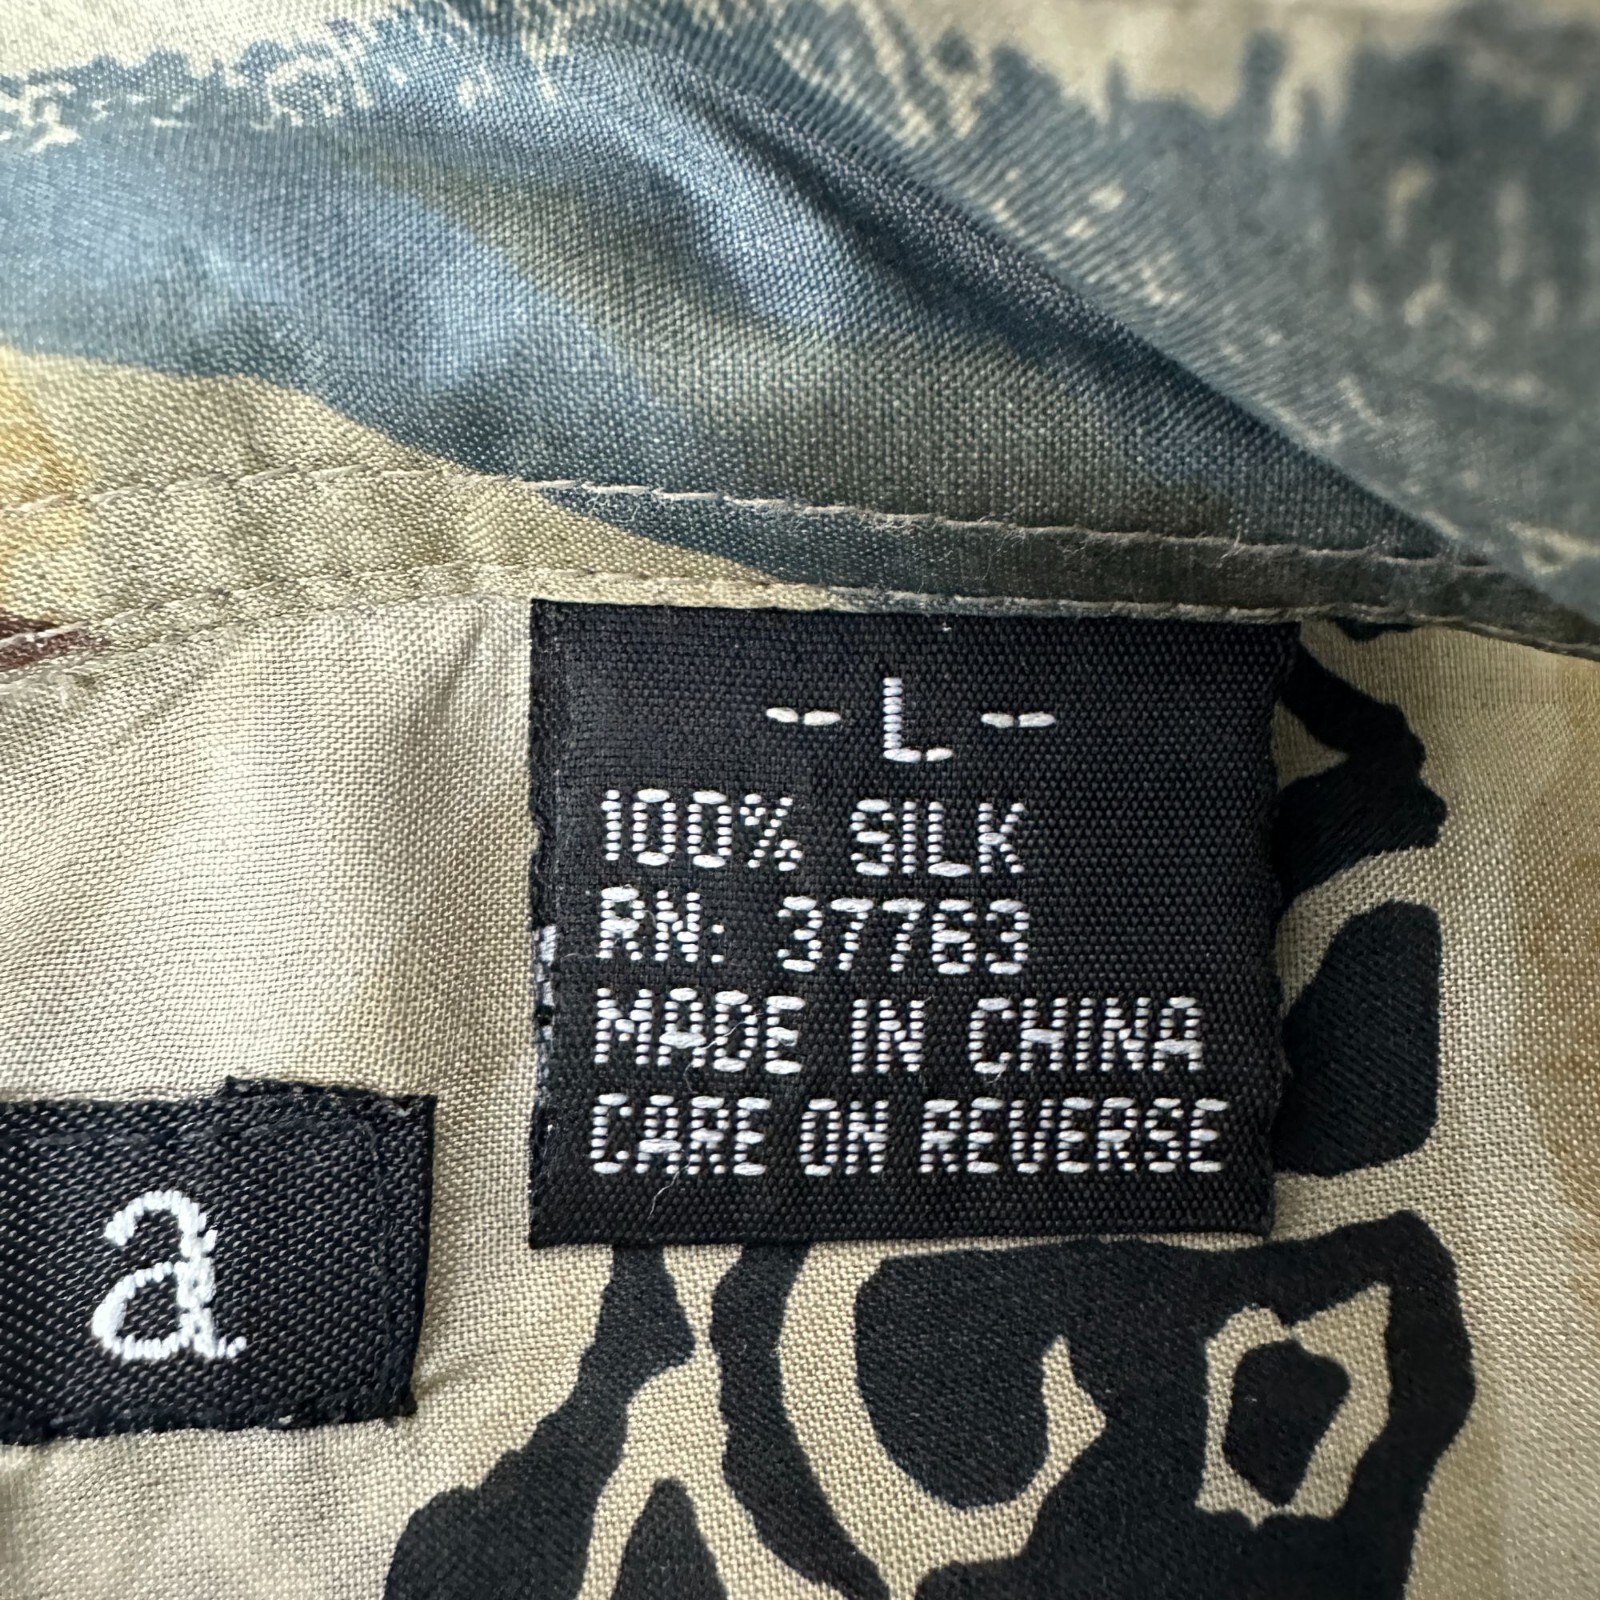 - L -
100% SILK
RN: 37763
MADE IN CHINA
CARE ON REVERSE
a